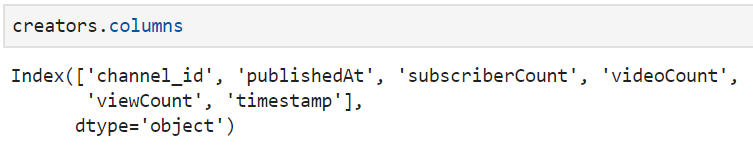 creators.columns
Index(['channel_id', 'publishedAt', 'subscriberCount', 'videoCount',
'viewCount', 'timestamp'],
dtype='object')